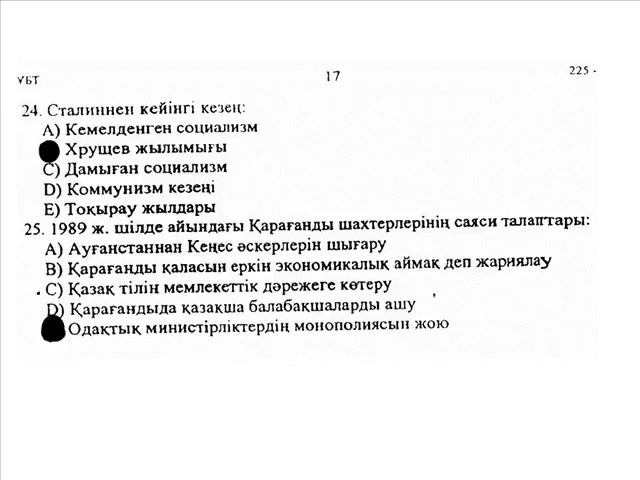 ҰБТ 17 225 -
24. Сталиннен кейінгі кезең:
A) Кемелденген социализм
Хрущев жылымығы
C) Дамыған социализм
D) Коммунизм кезеңі
E) Тоқырау жылдары
25. 1989 ж. шілде айындағы Қарағанды шахтерлерінің саяси талаптары:
A) Ауғанстаннан Кеңес әскерлерін шығару
B) Қарағанды қаласын еркін экономикалық аймақ деп жариялау
C) Қазақ тілін мемлекеттік дәрежеге көтеру
D) Қарағандыда қазақша балабақшаларды ашу
Одақтық министірліктердің монополиясын жою